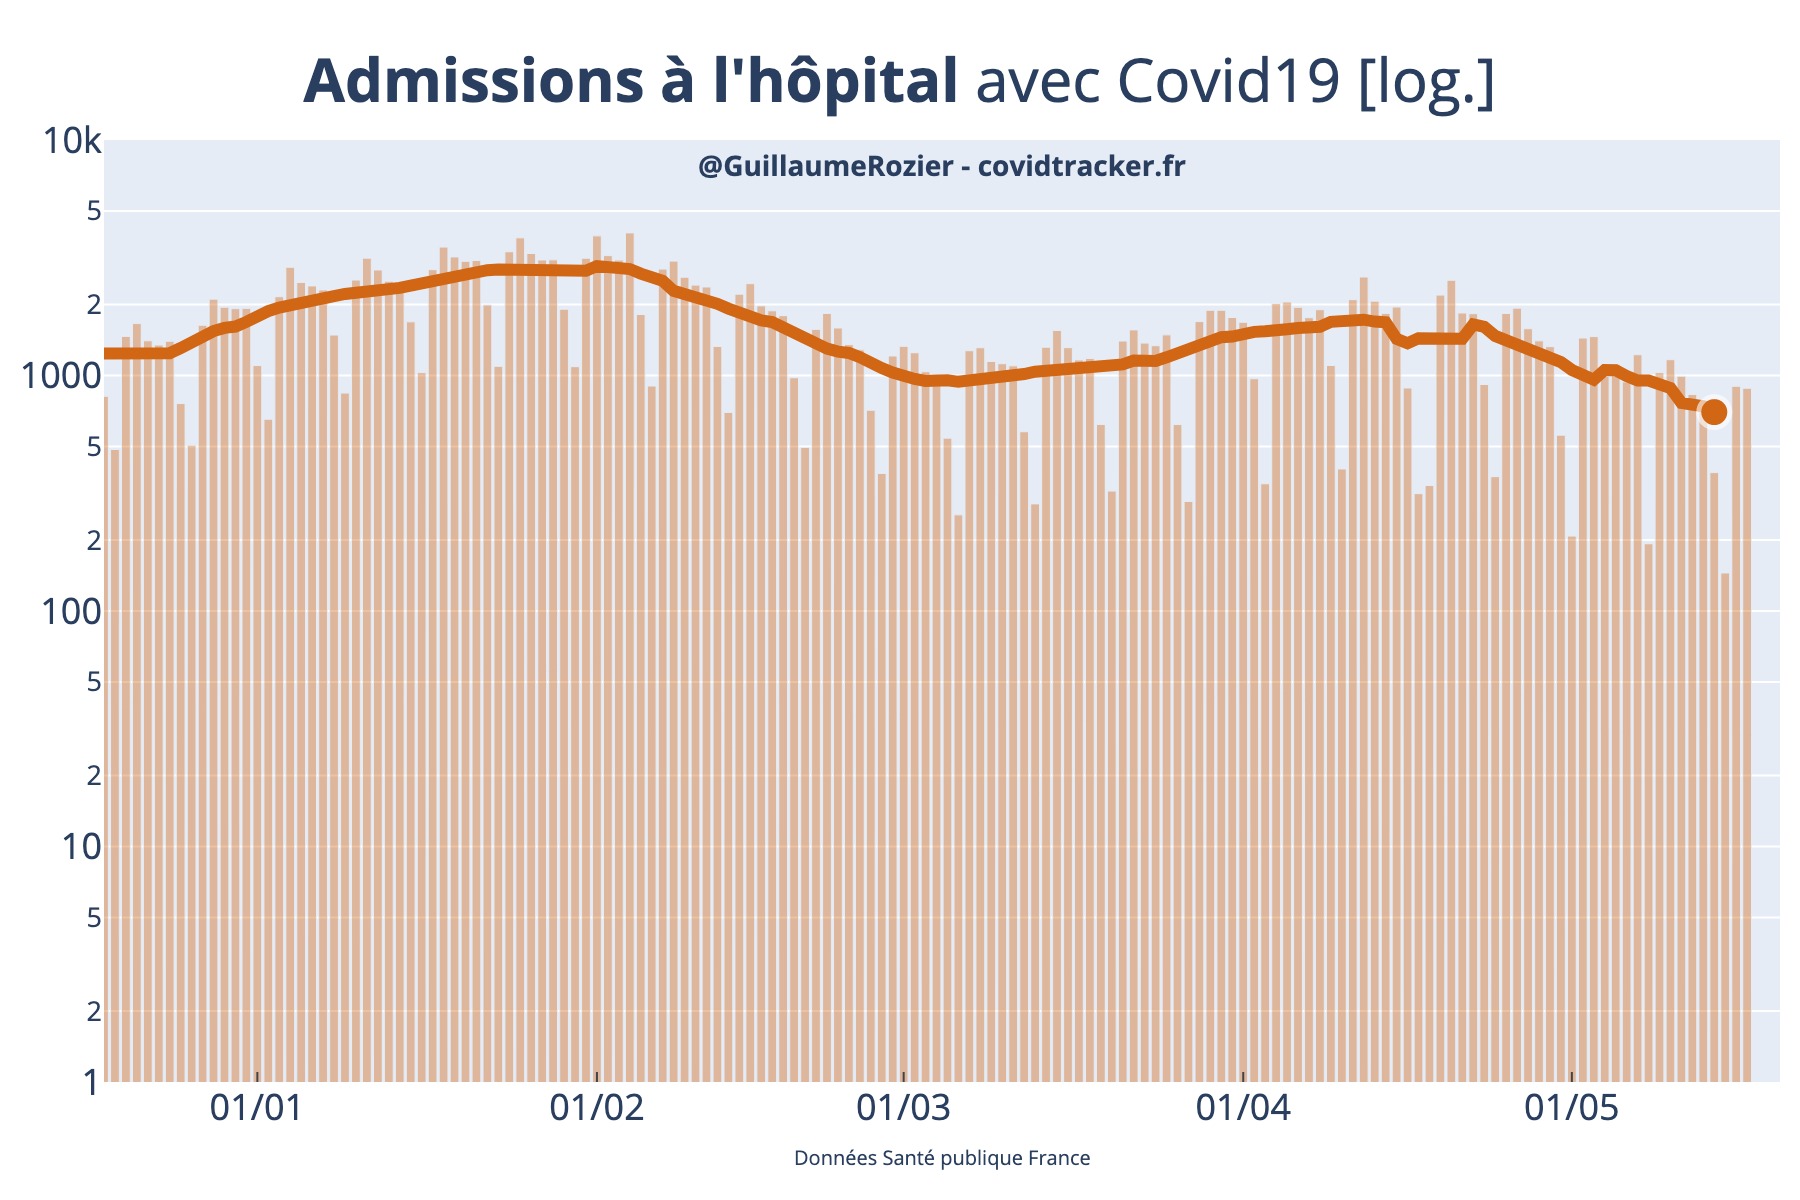 Admissions à l'hôpital avec Covid19 [log.]
10k
@GuillaumeRozier - covidtracker.fr
5
2
1000
5
2
100
5
2
10
5
2
1
01/01 01/02 01/03 01/04 01/05
Données Santé publique France